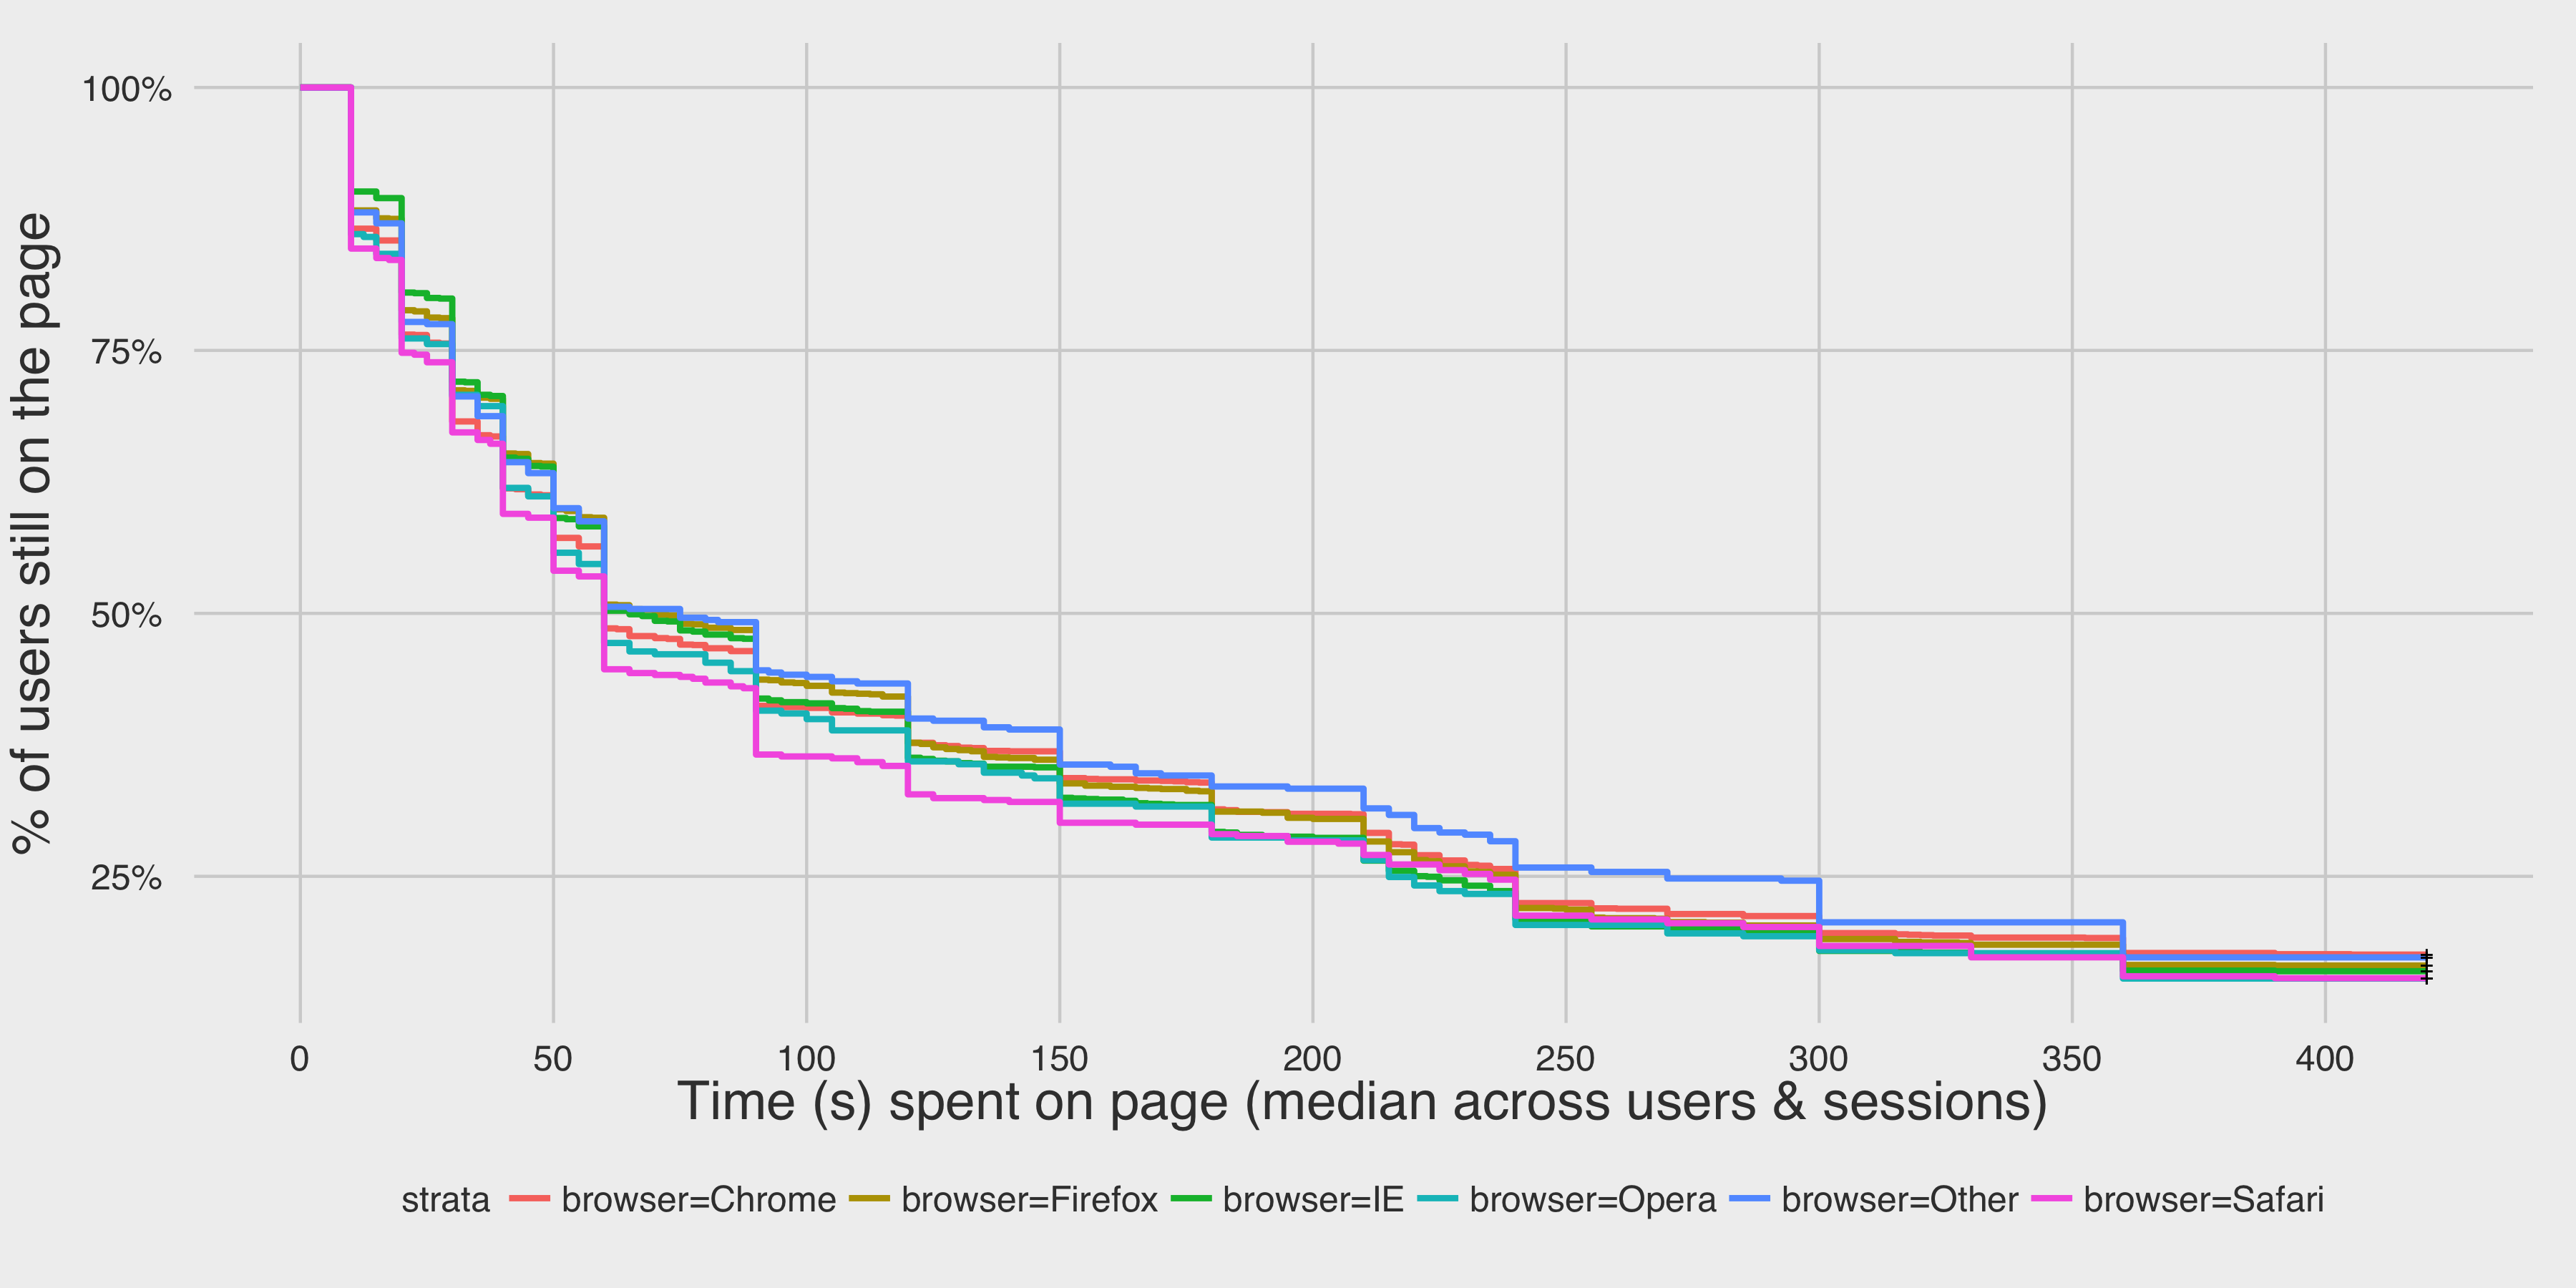 % of users still on the page
100%
75%
50%
25%
0 50 100 150 200 250 300 350 400
Time (s) spent on page (median across users & sessions)
strata browser=Chrome browser=Firefox browser=IE browser=Opera browser=Other browser=Safari